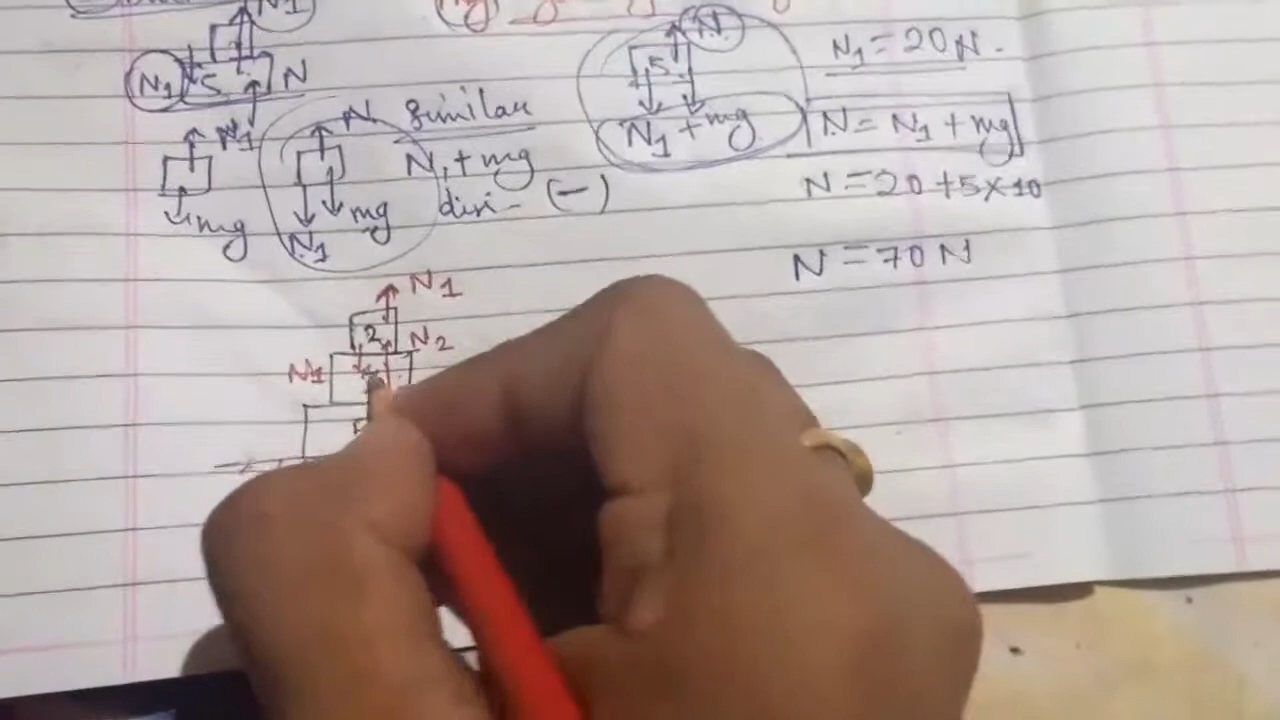 N1
N1 5 N
N1
mg
N
N1 mg
Similar
N1 + mg
diri - (-)
N
5
N1 + mg
N1 = 20 N.
N = N1 + mg
N = 20 + 5 × 10
N = 70 N
N1
2
N2
N1